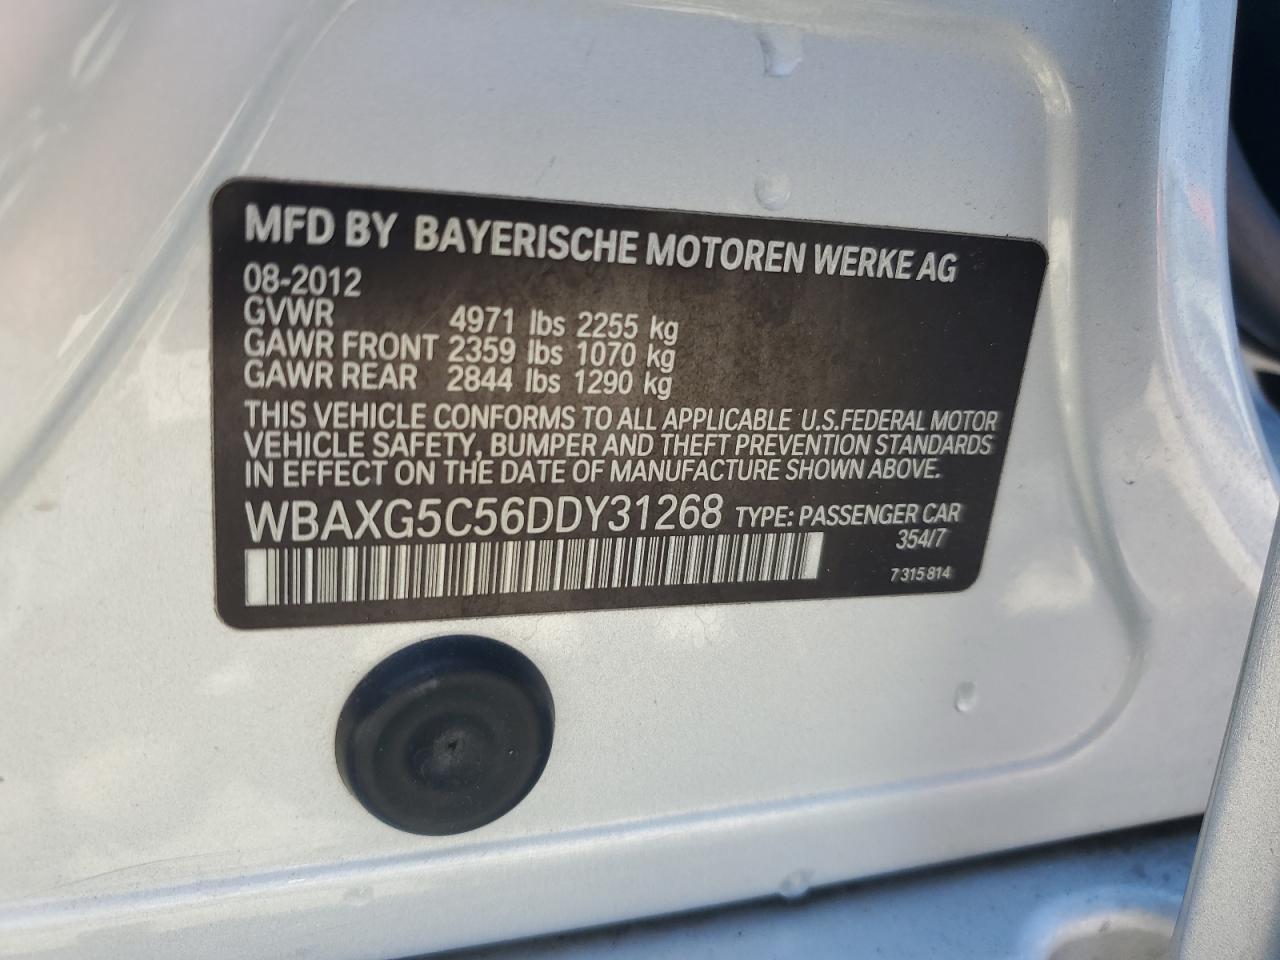 MFD BY BAYERISCHE MOTOREN WERKE AG
08-2012
GVWR 4971 lbs 2255 kg
GAWR FRONT 2359 lbs 1070 kg
GAWR REAR 2844 lbs 1290 kg
THIS VEHICLE CONFORMS TO ALL APPLICABLE U.S.FEDERAL MOTOR
VEHICLE SAFETY, BUMPER AND THEFT PREVENTION STANDARDS
IN EFFECT ON THE DATE OF MANUFACTURE SHOWN ABOVE.
WBAXG5C56DDY31268 TYPE: PASSENGER CAR
354/7
7 315 814